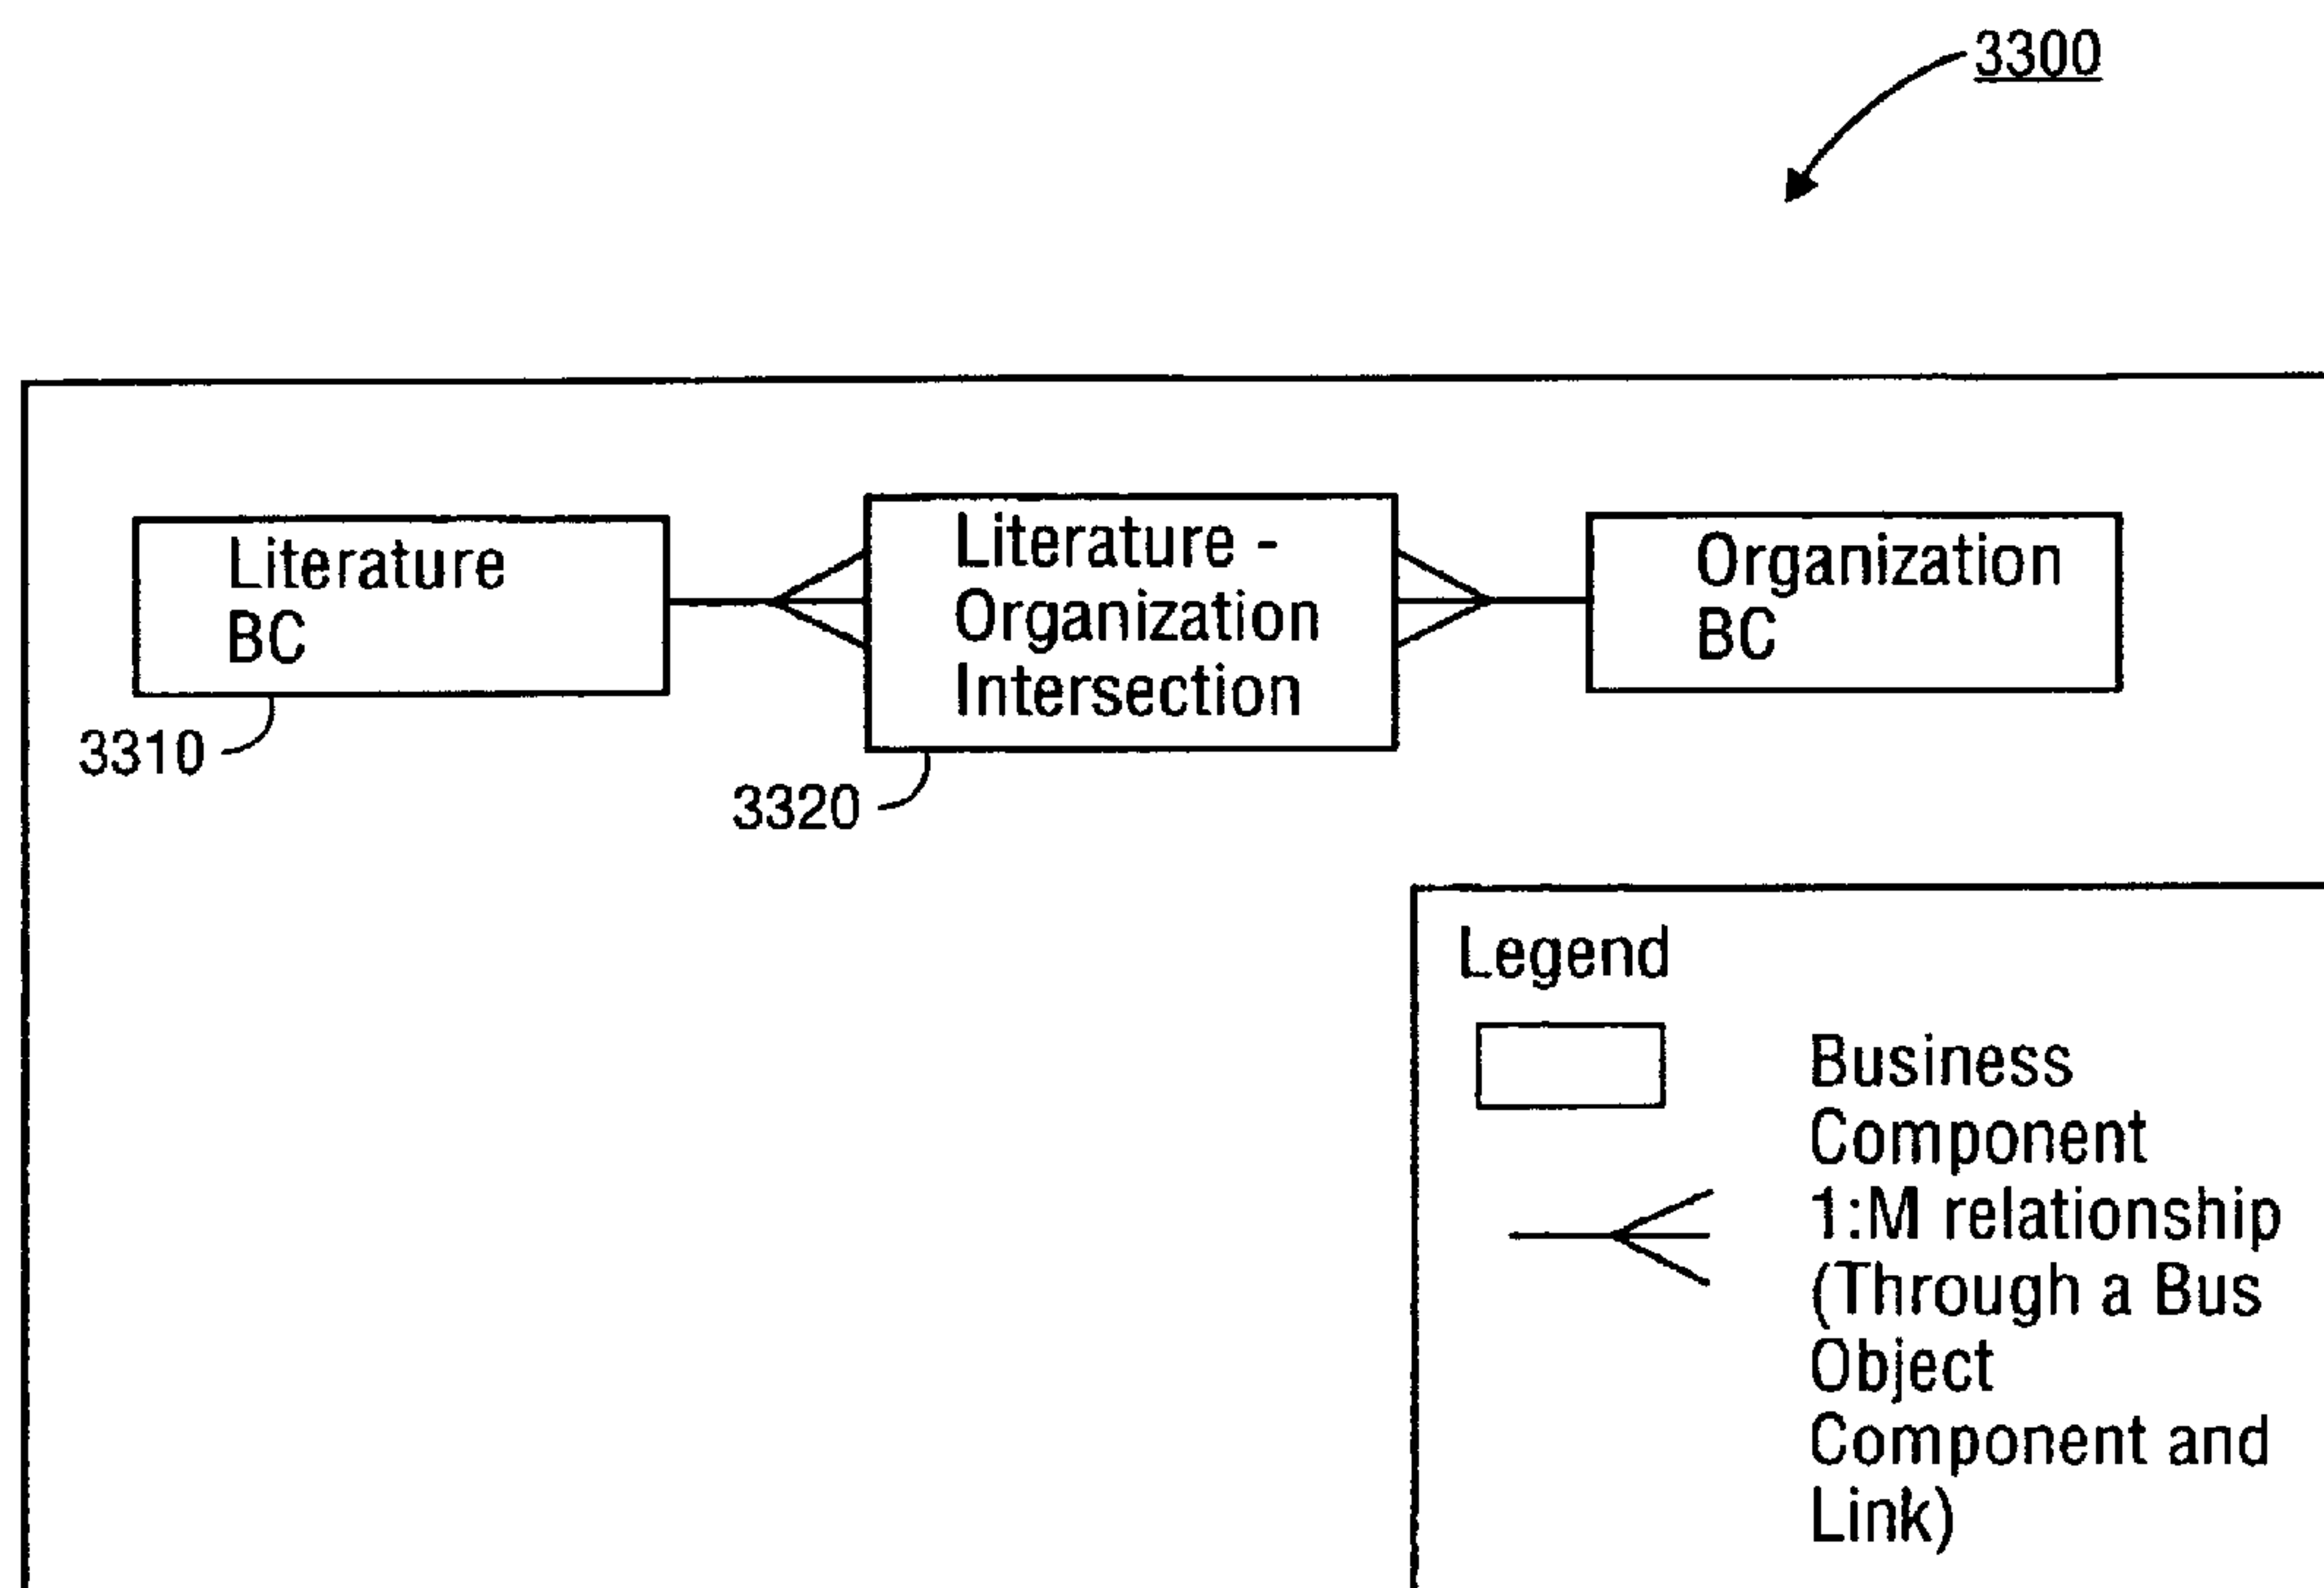 3300
Literature
BC
Literature -
Organization
Intersection
Organization
BC
3310
3320
Legend
Business
Component
1:M relationship
(Through a Bus
Object
Component and
Link)